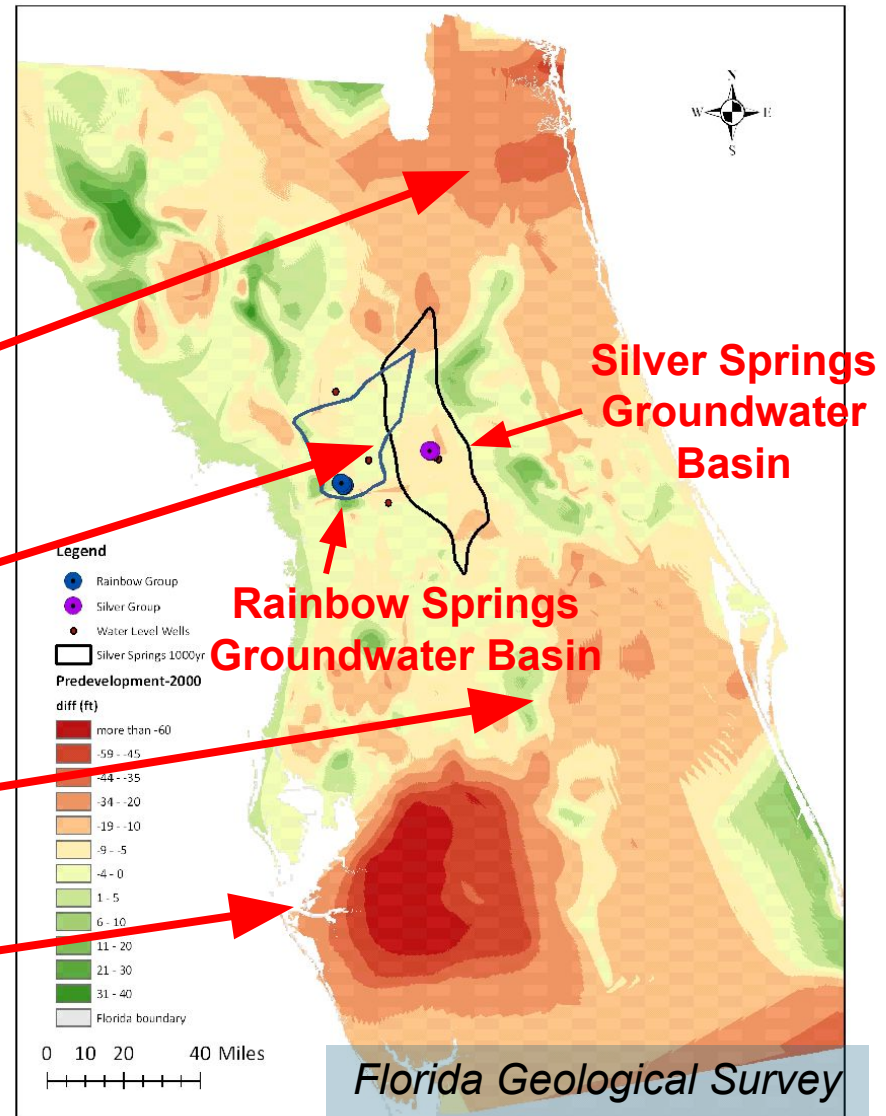 N
W E
S
Silver Springs
Groundwater
Basin
Legend
Rainbow Group
Silver Group
Water Level Wells
Silver Springs 1000yr
Rainbow Springs
Groundwater Basin
Predevelopment-2000
diff (ft)
more than -60
-59 - -45
-44 - -35
-34 - -20
-19 - -10
-9 - -5
-4 - 0
1 - 5
6 - 10
11 - 20
21 - 30
31 - 40
Florida boundary
0 10 20 40 Miles
Florida Geological Survey